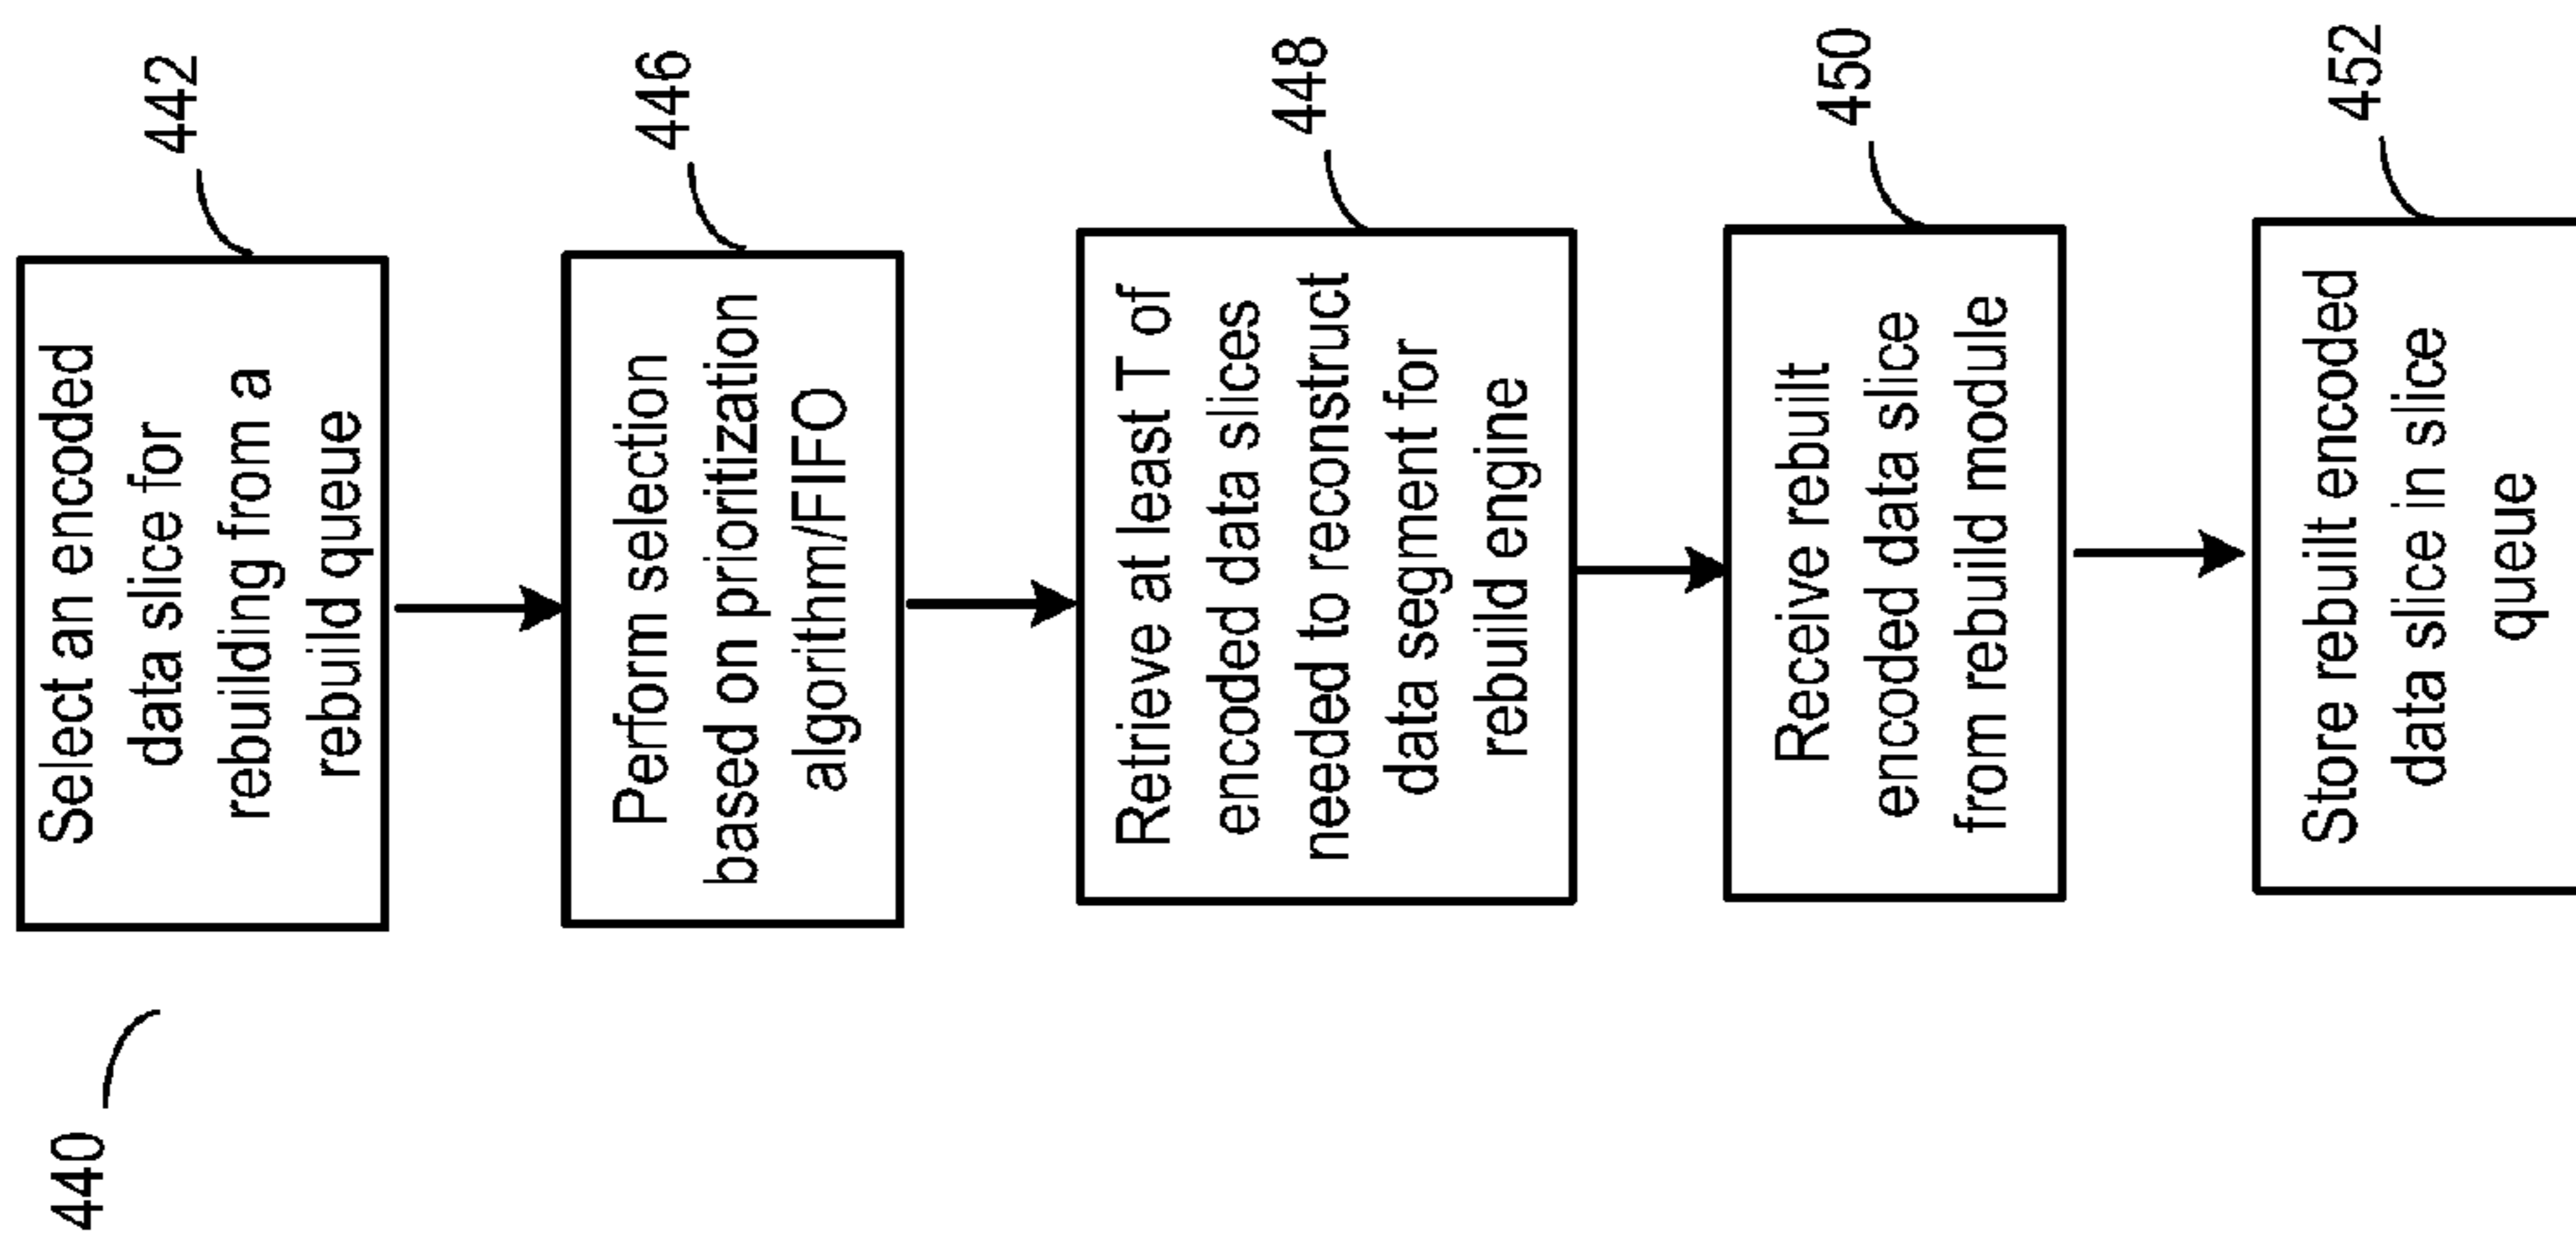 440
442
Select an encoded
data slice for
rebuilding from a
rebuild queue
446
Perform selection
based on prioritization
algorithm/FIFO
448
Retrieve at least T of
encoded data slices
needed to reconstruct
data segment for
rebuild engine
450
Receive rebuilt
encoded data slice
from rebuild module
452
Store rebuilt encoded
data slice in slice
queue